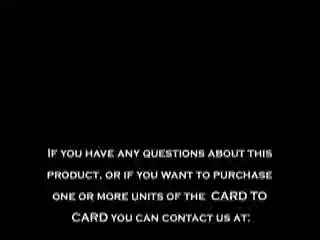 If you have any questions about this
product, or if you want to purchase
one or more units of the CARD TO
CARD you can contact us at: